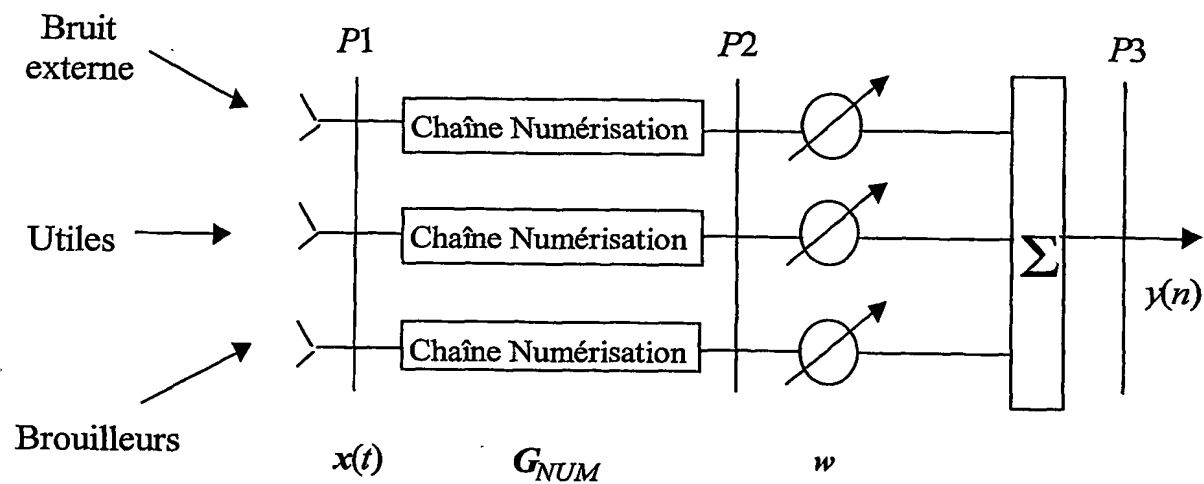 Bruit
externe
P1
P2
P3
Chaîne Numérisation
Utiles
Chaîne Numérisation
Σ
y(n)
Chaîne Numérisation
Brouilleurs
x(t)
G_NUM
w